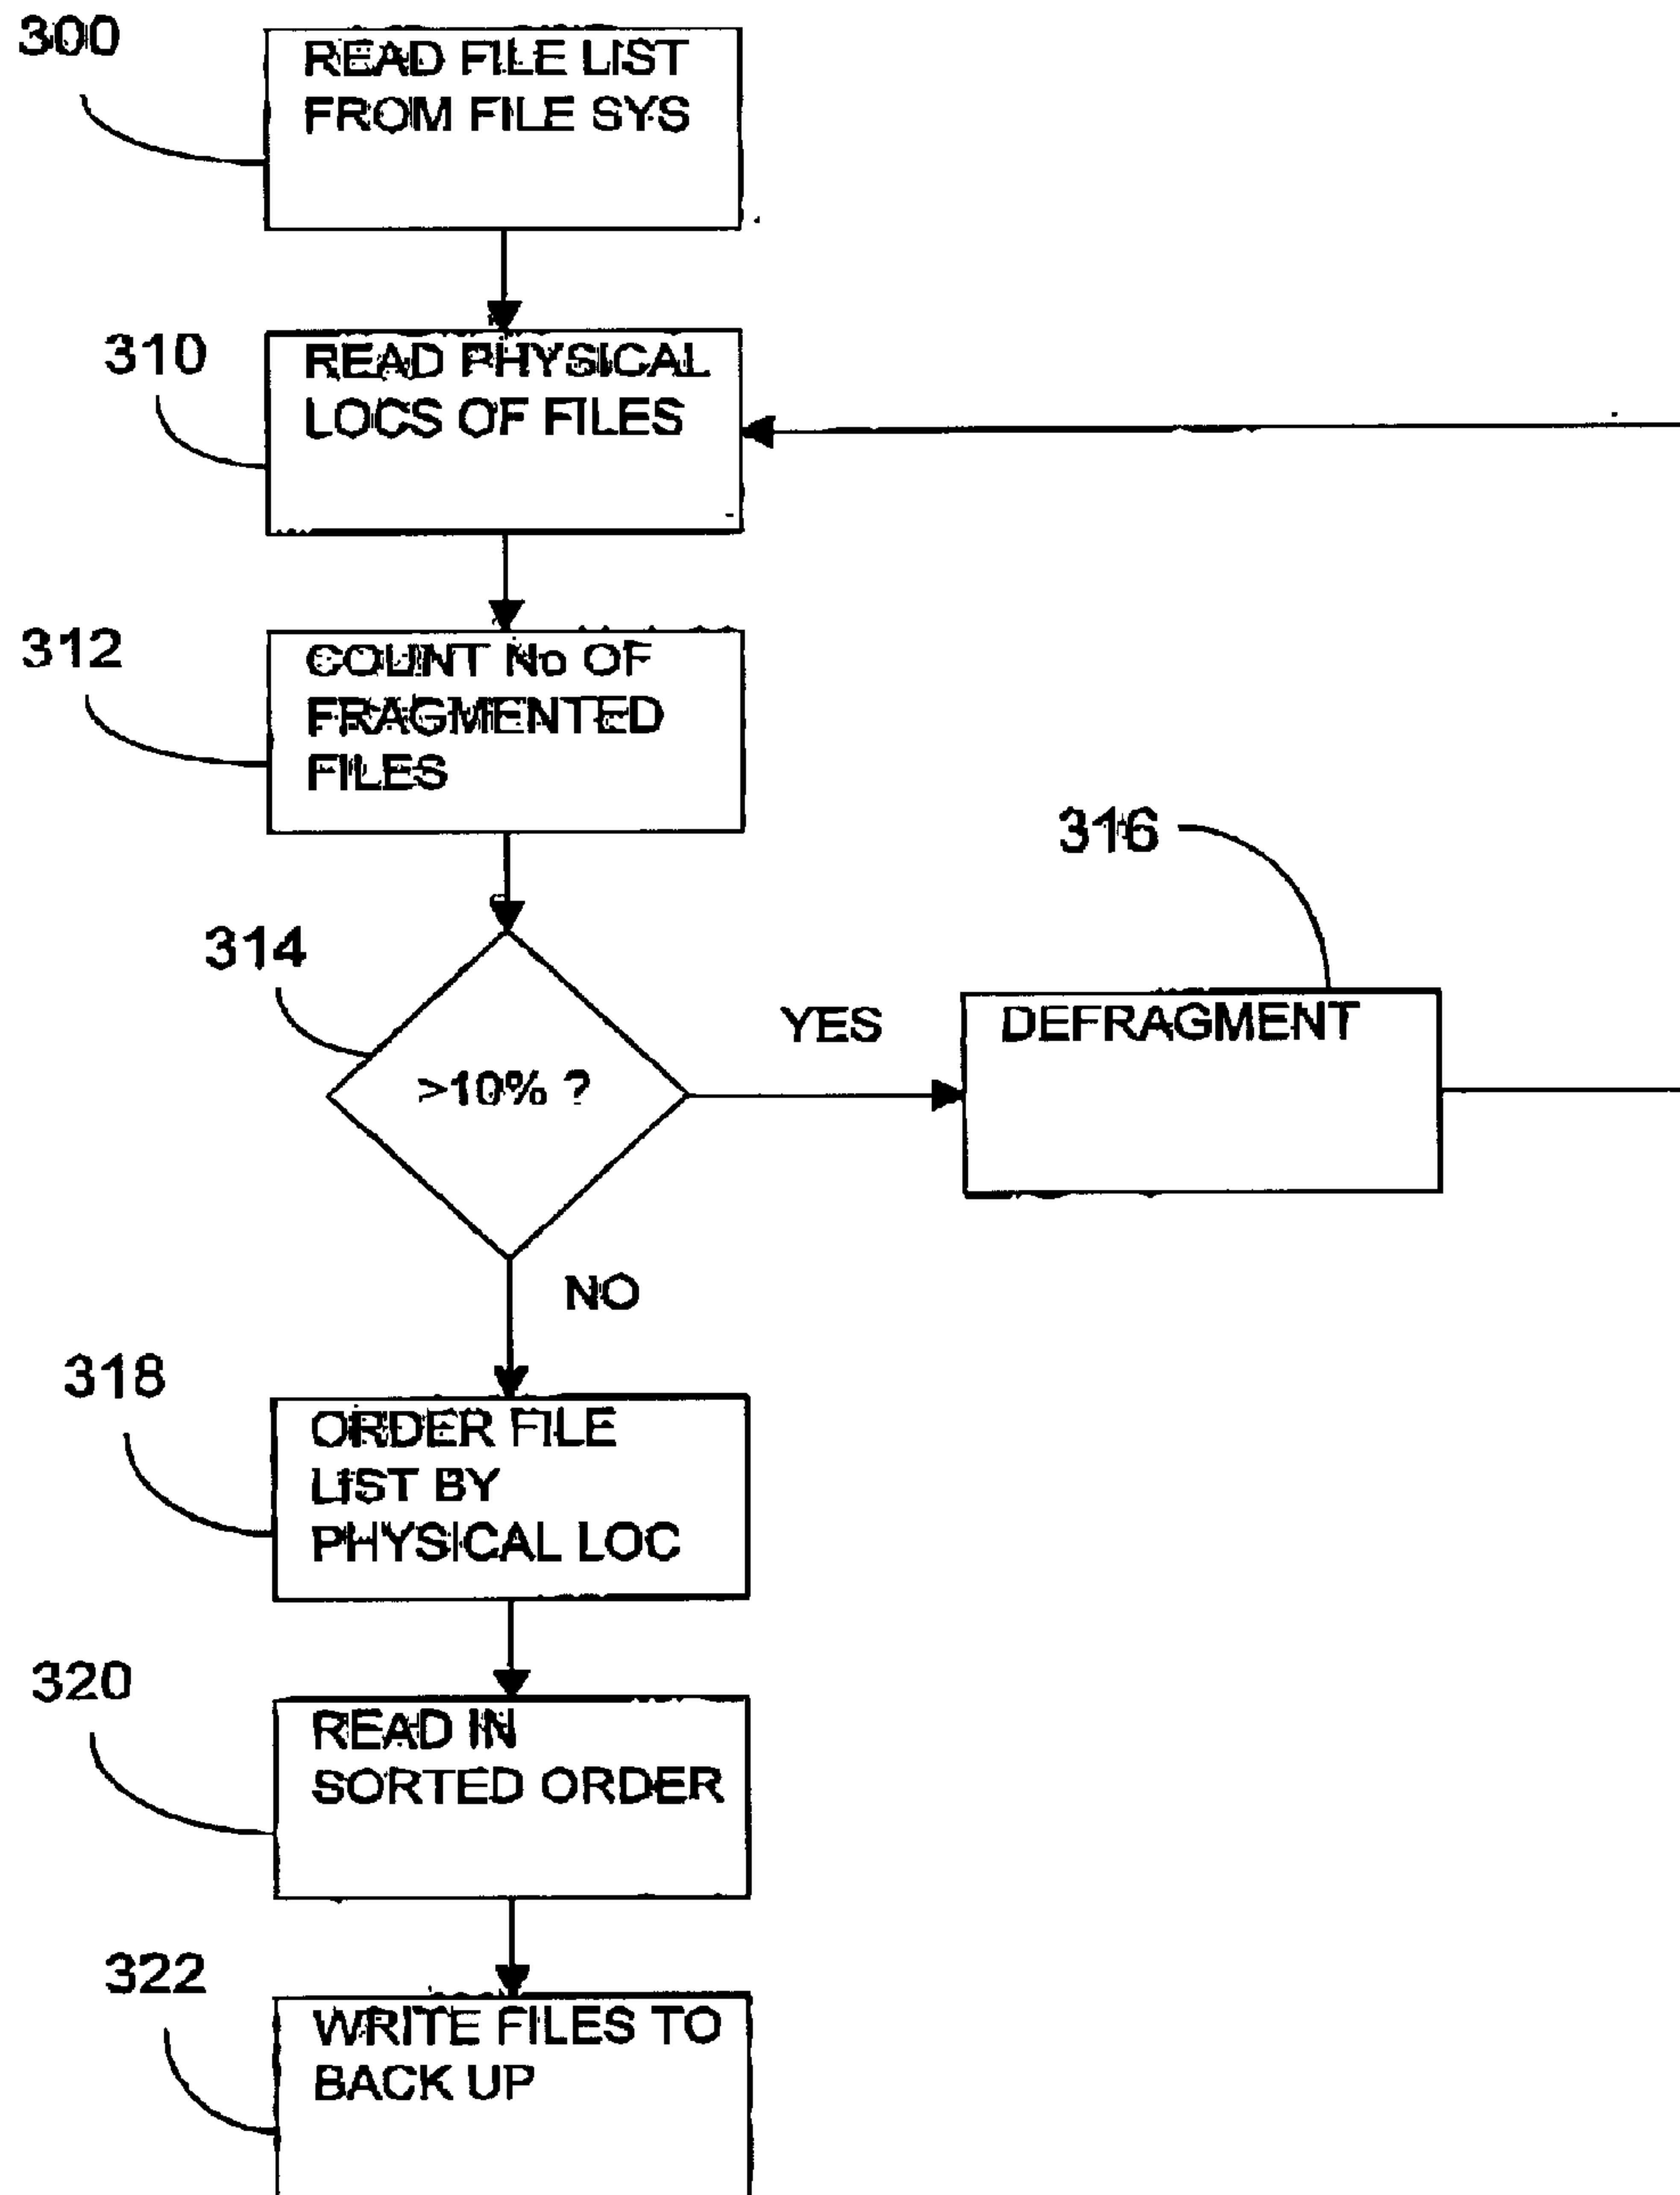 300
READ FILE LIST
FROM FILE SYS
310
READ PHYSICAL
LOCS OF FILES
312
COUNT No OF
FRAGMENTED
FILES
316
314
>10% ?
YES
DEFRAGMENT
NO
318
ORDER FILE
LIST BY
PHYSICAL LOC
320
READ IN
SORTED ORDER
322
WRITE FILES TO
BACK UP